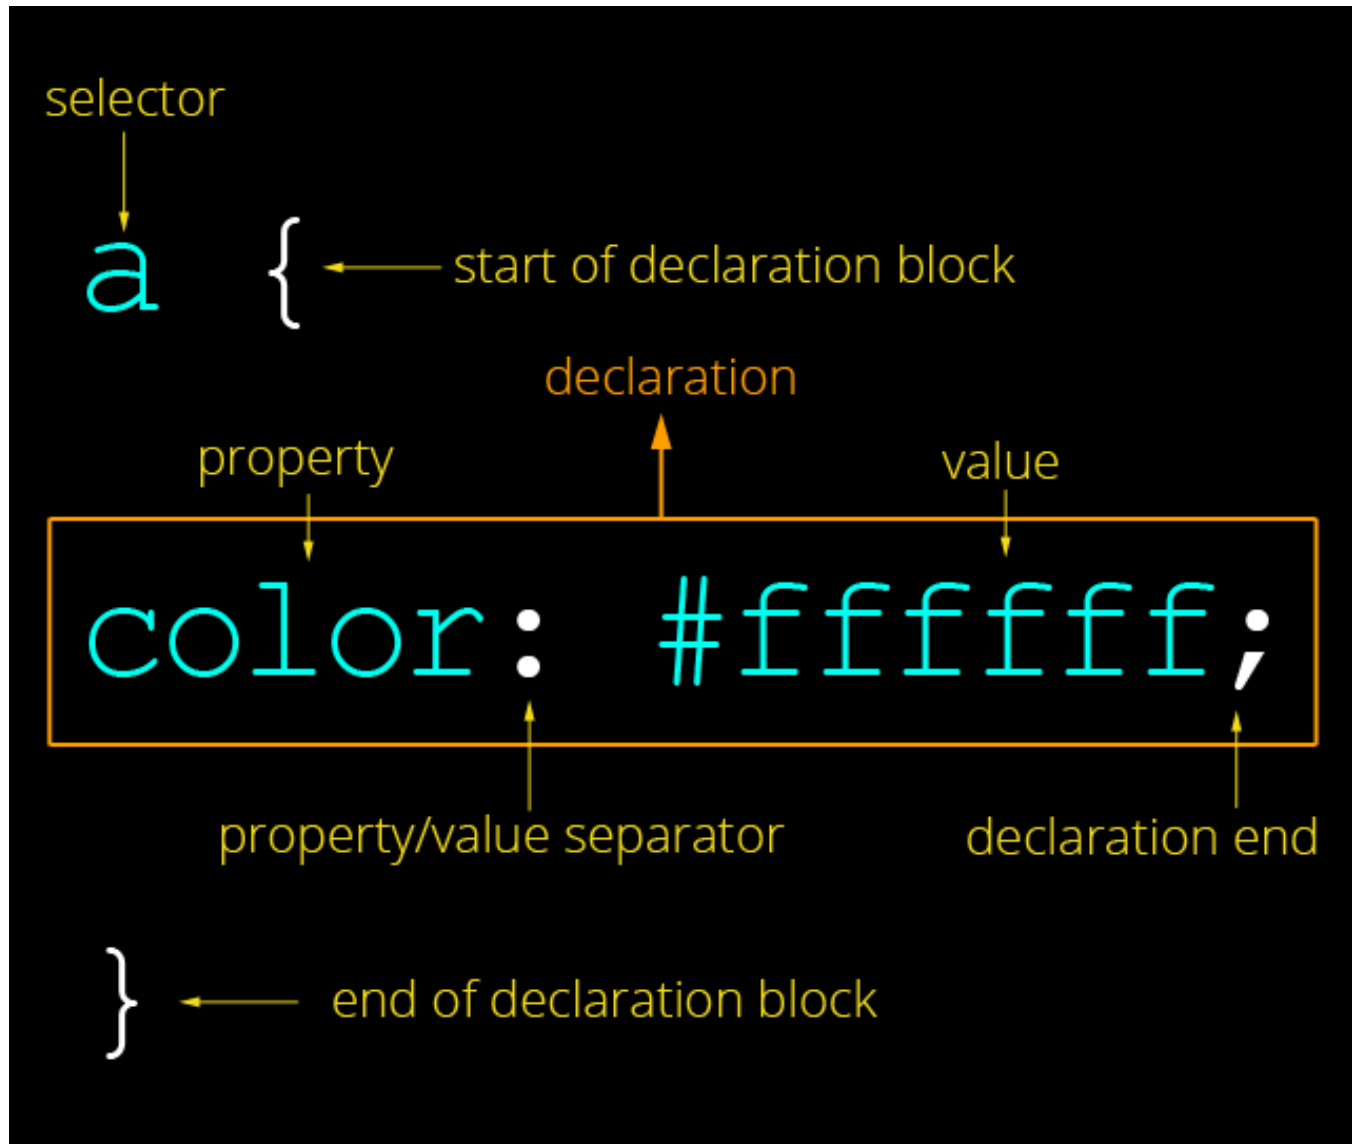 selector
a { start of declaration block
declaration
property value
color: #ffffff;
property/value separator declaration end
} end of declaration block